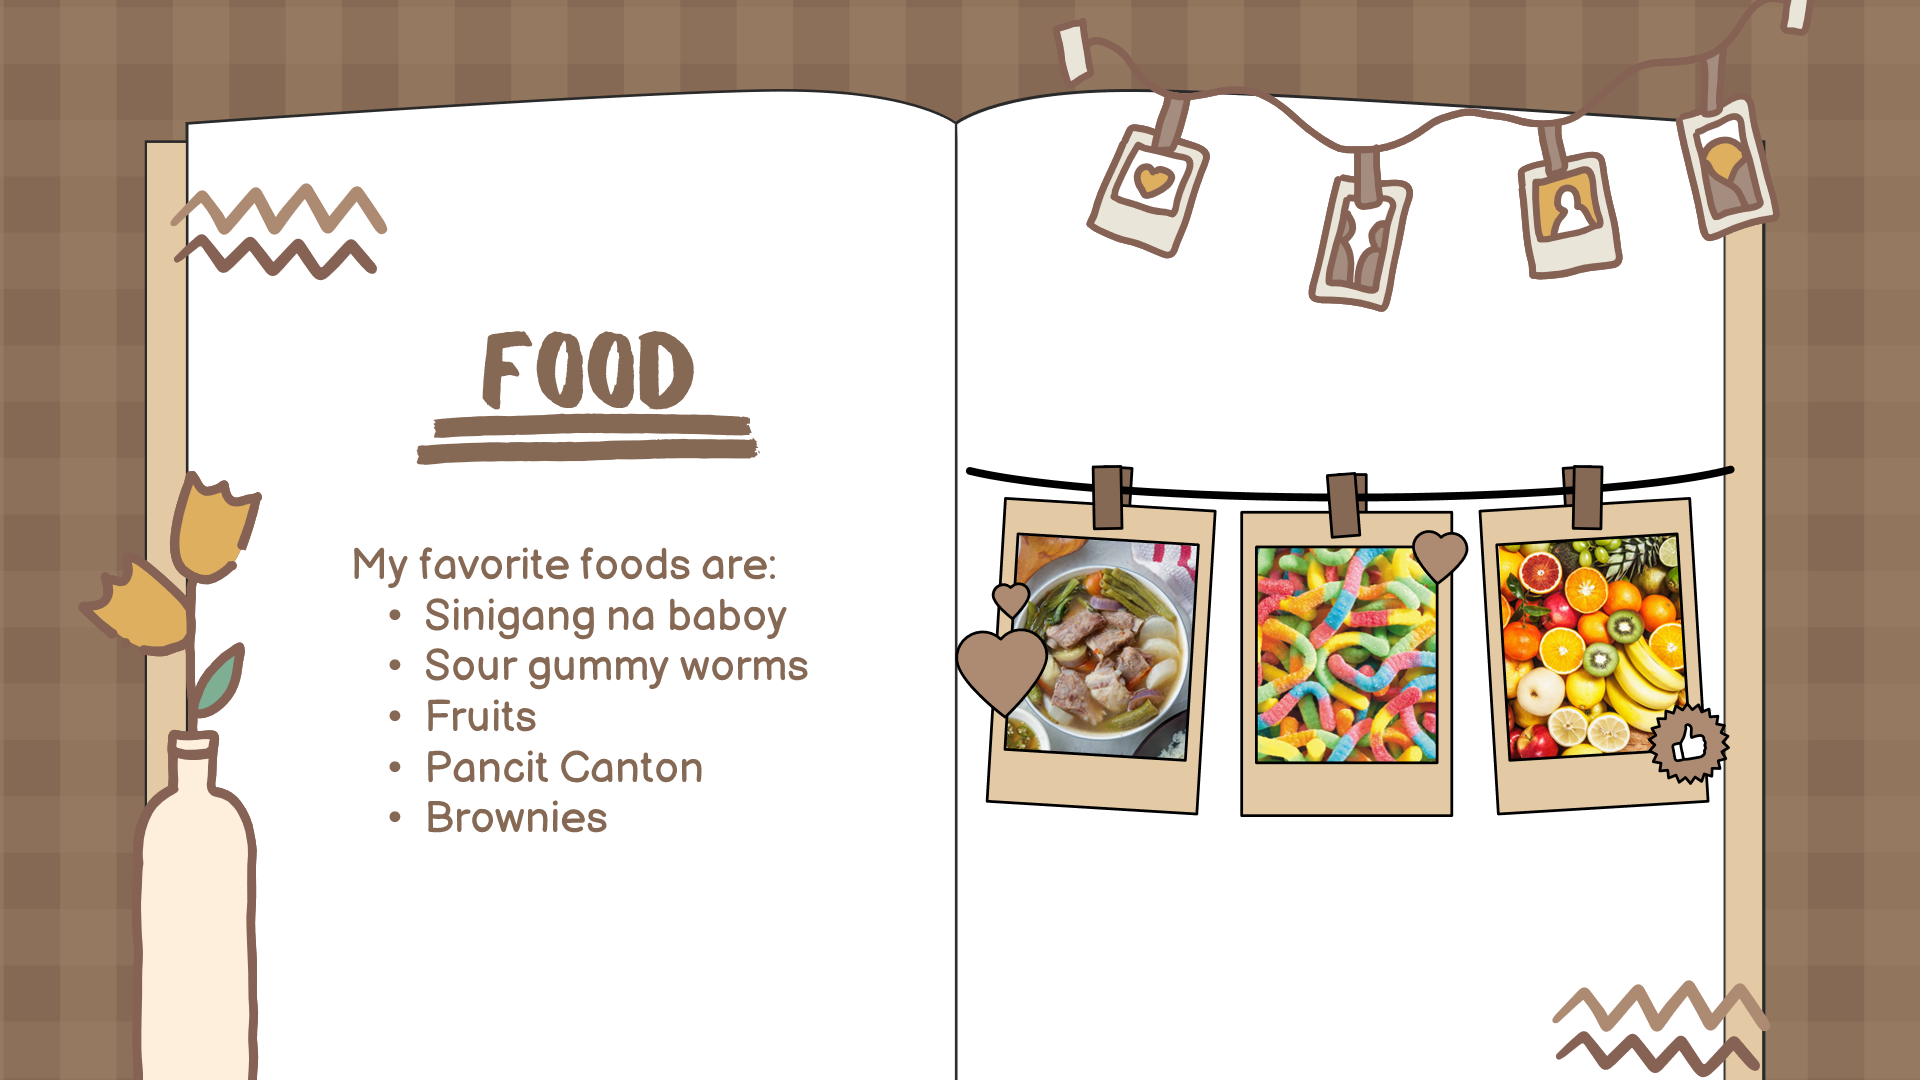 FOOD
My favorite foods are:
• Sinigang na baboy
• Sour gummy worms
• Fruits
• Pancit Canton
• Brownies